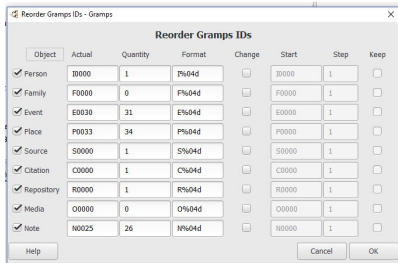 Reorder Gramps IDs - Gramps
Reorder Gramps IDs
Object Actual Quantity Format Change Start Step Keep
Person I0000 1 I%04d I0000 1
Family F0000 0 F%04d F0000 1
Event E0030 31 E%04d E0000 1
Place P0033 34 P%04d P0000 1
Source S0000 1 S%04d S0000 1
Citation C0000 1 C%04d C0000 1
Repository R0000 1 R%04d R0000 1
Media O0000 0 O%04d O0000 1
Note N0025 26 N%04d N0000 1
Help Cancel OK